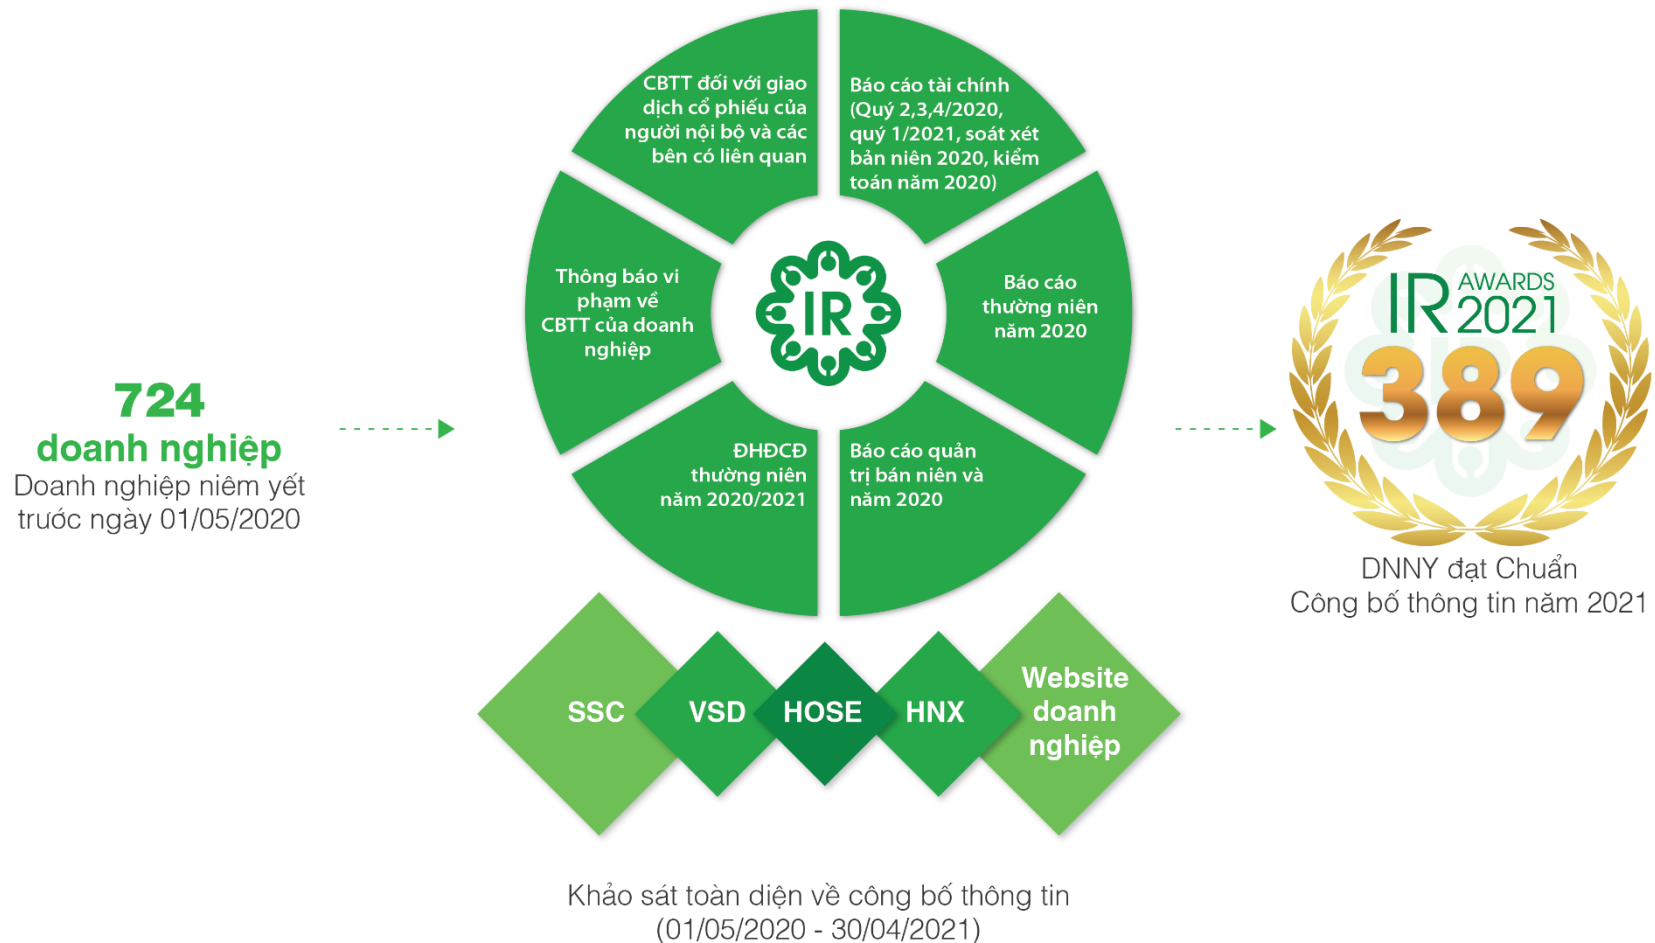 724
doanh nghiệp
Doanh nghiệp niêm yết
trước ngày 01/05/2020
CBTT đối với giao
dịch cổ phiếu của
người nội bộ và các
bên có liên quan
Báo cáo tài chính
(Quý 2,3,4/2020,
quý 1/2021, soát xét
bản niên 2020, kiểm
toán năm 2020)
Thông báo vi
phạm về
CBTT của doanh
nghiệp
IR
Báo cáo
thường niên
năm 2020
ĐHĐCĐ
thường niên
năm 2020/2021
Báo cáo quản
trị bán niên và
năm 2020
SSC
VSD
HOSE
HNX
Website
doanh
nghiệp
Khảo sát toàn diện về công bố thông tin
(01/05/2020 - 30/04/2021)
IR AWARDS
2021
389
DNNY đạt Chuẩn
Công bố thông tin năm 2021